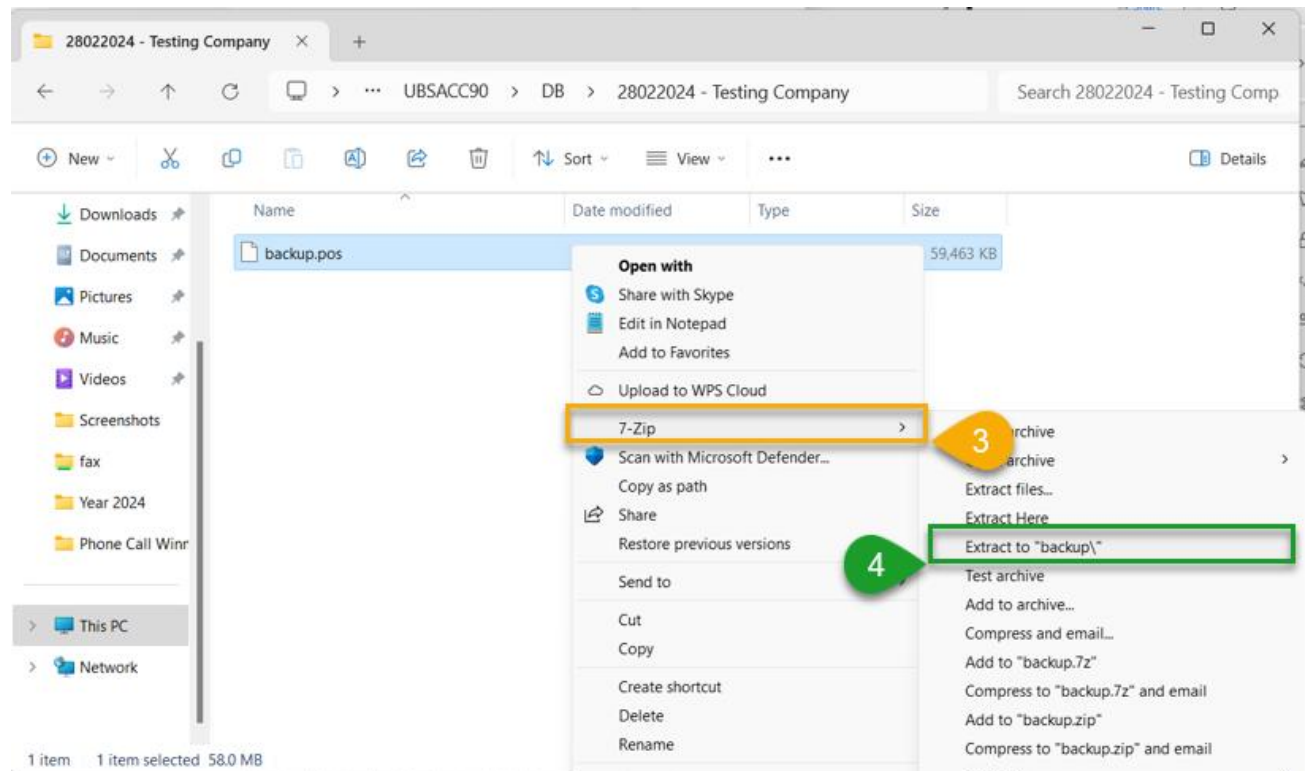 28022024 - Testing Company
UBSACC90 > DB > 28022024 - Testing Company
Search 28022024 - Testing Comp
New
Sort
View
Details
Name Date modified Type Size
Downloads
Documents
Pictures
Music
Videos
Screenshots
fax
Year 2024
Phone Call Winr
This PC
Network
backup.pos 59,463 KB
Open with
Share with Skype
Edit in Notepad
Add to Favorites
Upload to WPS Cloud
7-Zip
3
Scan with Microsoft Defender...
Copy as path
Share
Restore previous versions
Send to
Cut
Copy
Create shortcut
Delete
Rename
archive
archive
Extract files...
Extract Here
4
Extract to "backup\"
Test archive
Add to archive...
Compress and email...
Add to "backup.7z"
Compress to "backup.7z" and email
Add to "backup.zip"
Compress to "backup.zip" and email
1 item 1 item selected 58.0 MB